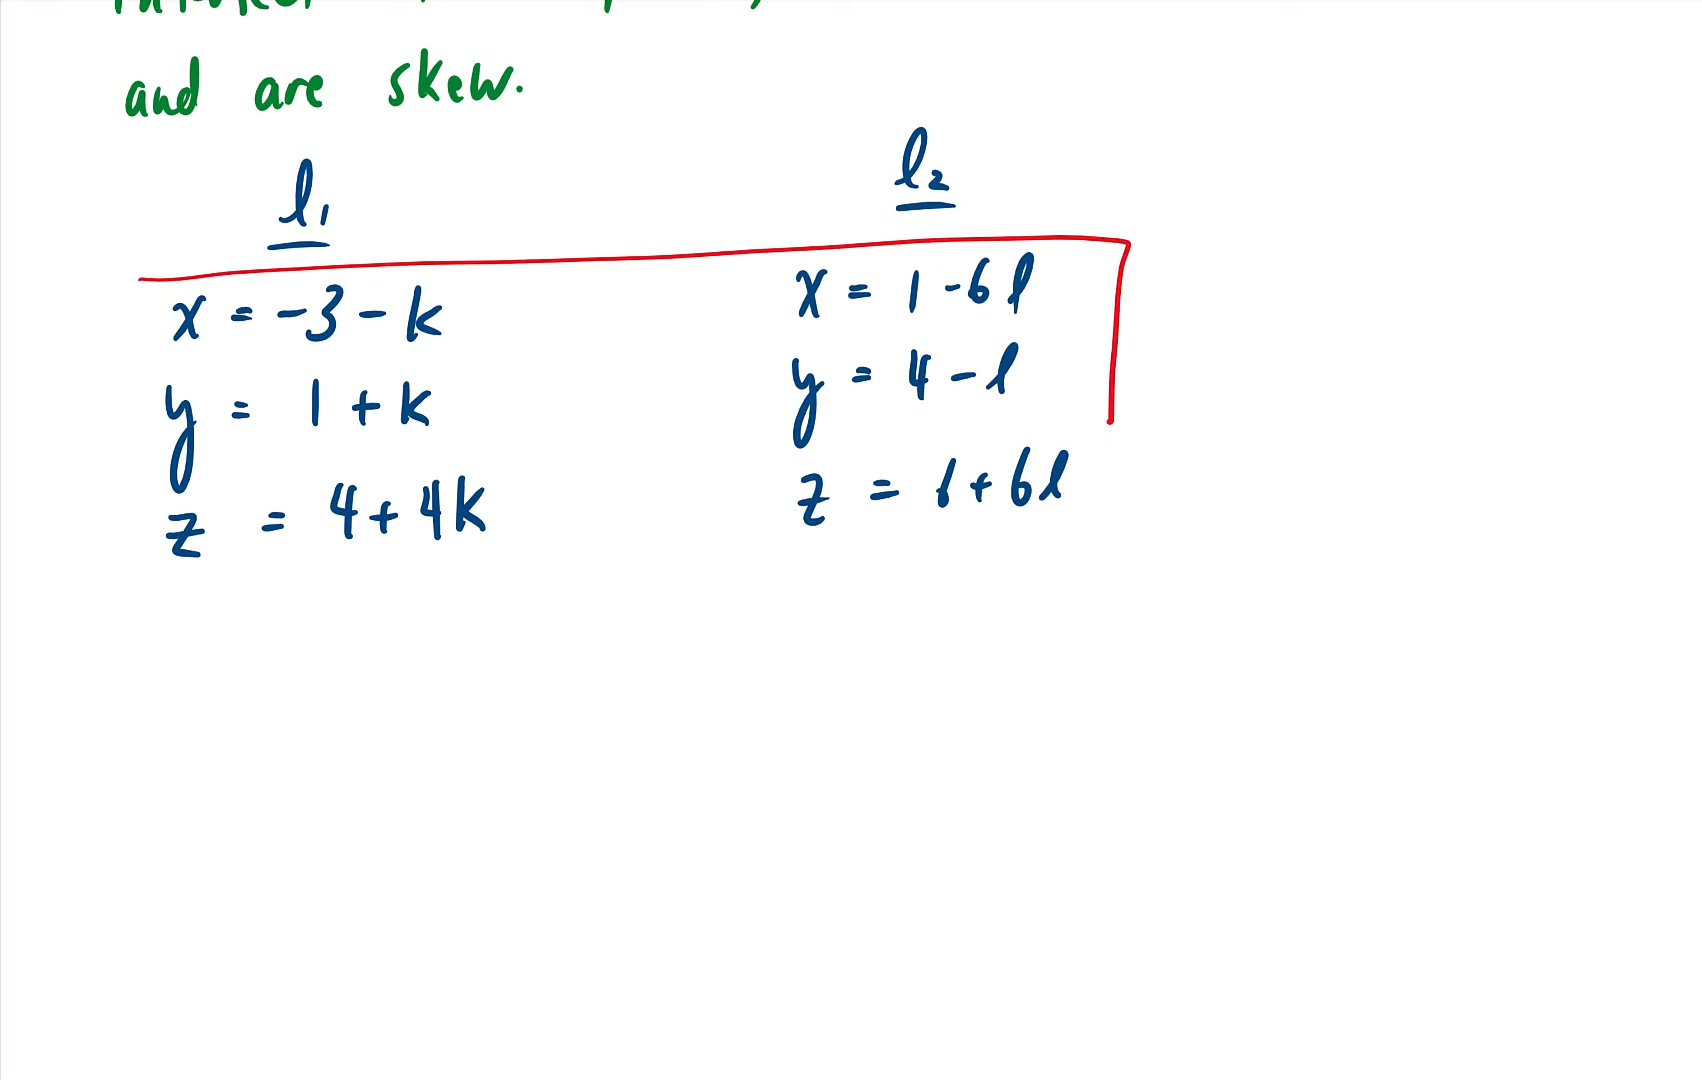 and are skew.
l₁
l₂
x = -3 - k
x = 1 - 6l
y = 1 + k
y = 4 - l
z = 4 + 4k
z = + 6l